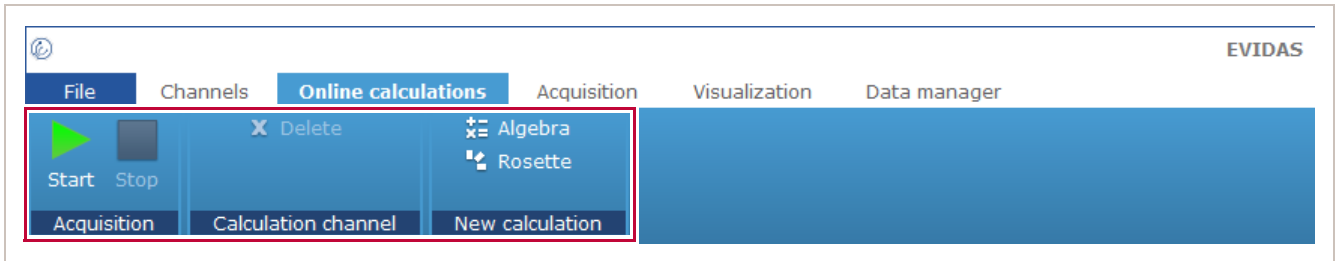 EVIDAS
File Channels Online calculations Acquisition Visualization Data manager
Delete Algebra
Rosette
Start Stop
Acquisition Calculation channel New calculation